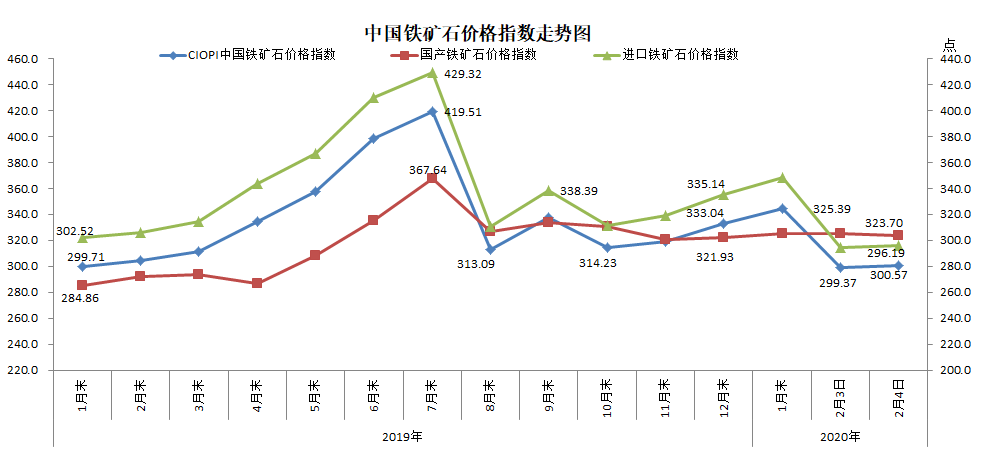 中国铁矿石价格指数走势图
CIOPI中国铁矿石价格指数 国产铁矿石价格指数 进口铁矿石价格指数
点
460.0
440.0
420.0
400.0
380.0
360.0
340.0
320.0
300.0
280.0
260.0
240.0
220.0
440.0
420.0
400.0
380.0
360.0
340.0
320.0
300.0
280.0
260.0
240.0
220.0
200.0
302.52
299.71
284.86
429.32
419.51
367.64
313.09
338.39
314.23
335.14
333.04
321.93
325.39
299.37
323.70
296.19
300.57
1月末
2月末
3月末
4月末
5月末
6月末
7月末
8月末
9月末
10月末
11月末
12月末
1月末
2月3日
2月4日
2019年 2020年